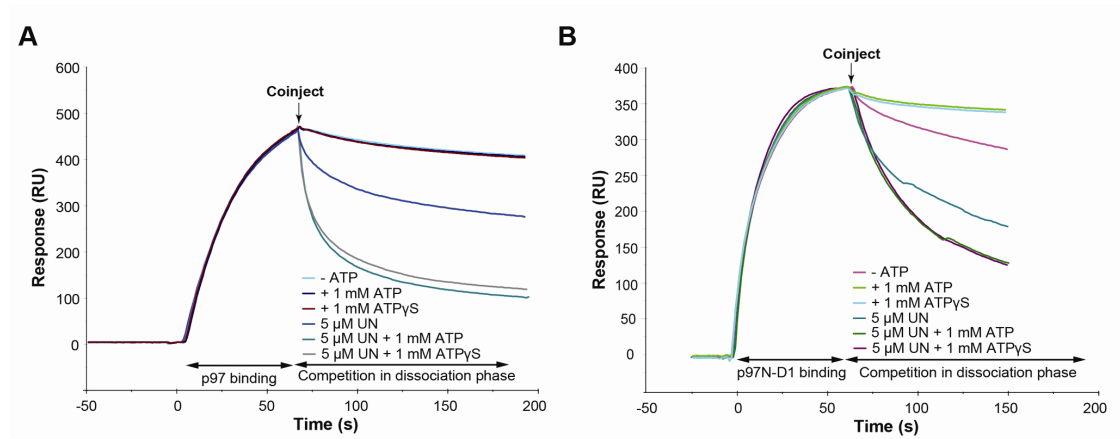 A
600
500
400
300
200
100
0
Response (RU)
Coinject
- ATP
+ 1 mM ATP
+ 1 mM ATPγS
5 µM UN
5 µM UN + 1 mM ATP
5 µM UN + 1 mM ATPγS
p97 binding
Competition in dissociation phase
-50
0
50
100
150
200
Time (s)
B
400
350
300
250
200
150
100
50
0
Response (RU)
Coinject
- ATP
+ 1 mM ATP
+ 1 mM ATPγS
5 µM UN
5 µM UN + 1 mM ATP
5 µM UN + 1 mM ATPγS
p97N-D1 binding
Competition in dissociation phase
-50
0
50
100
150
200
Time (s)